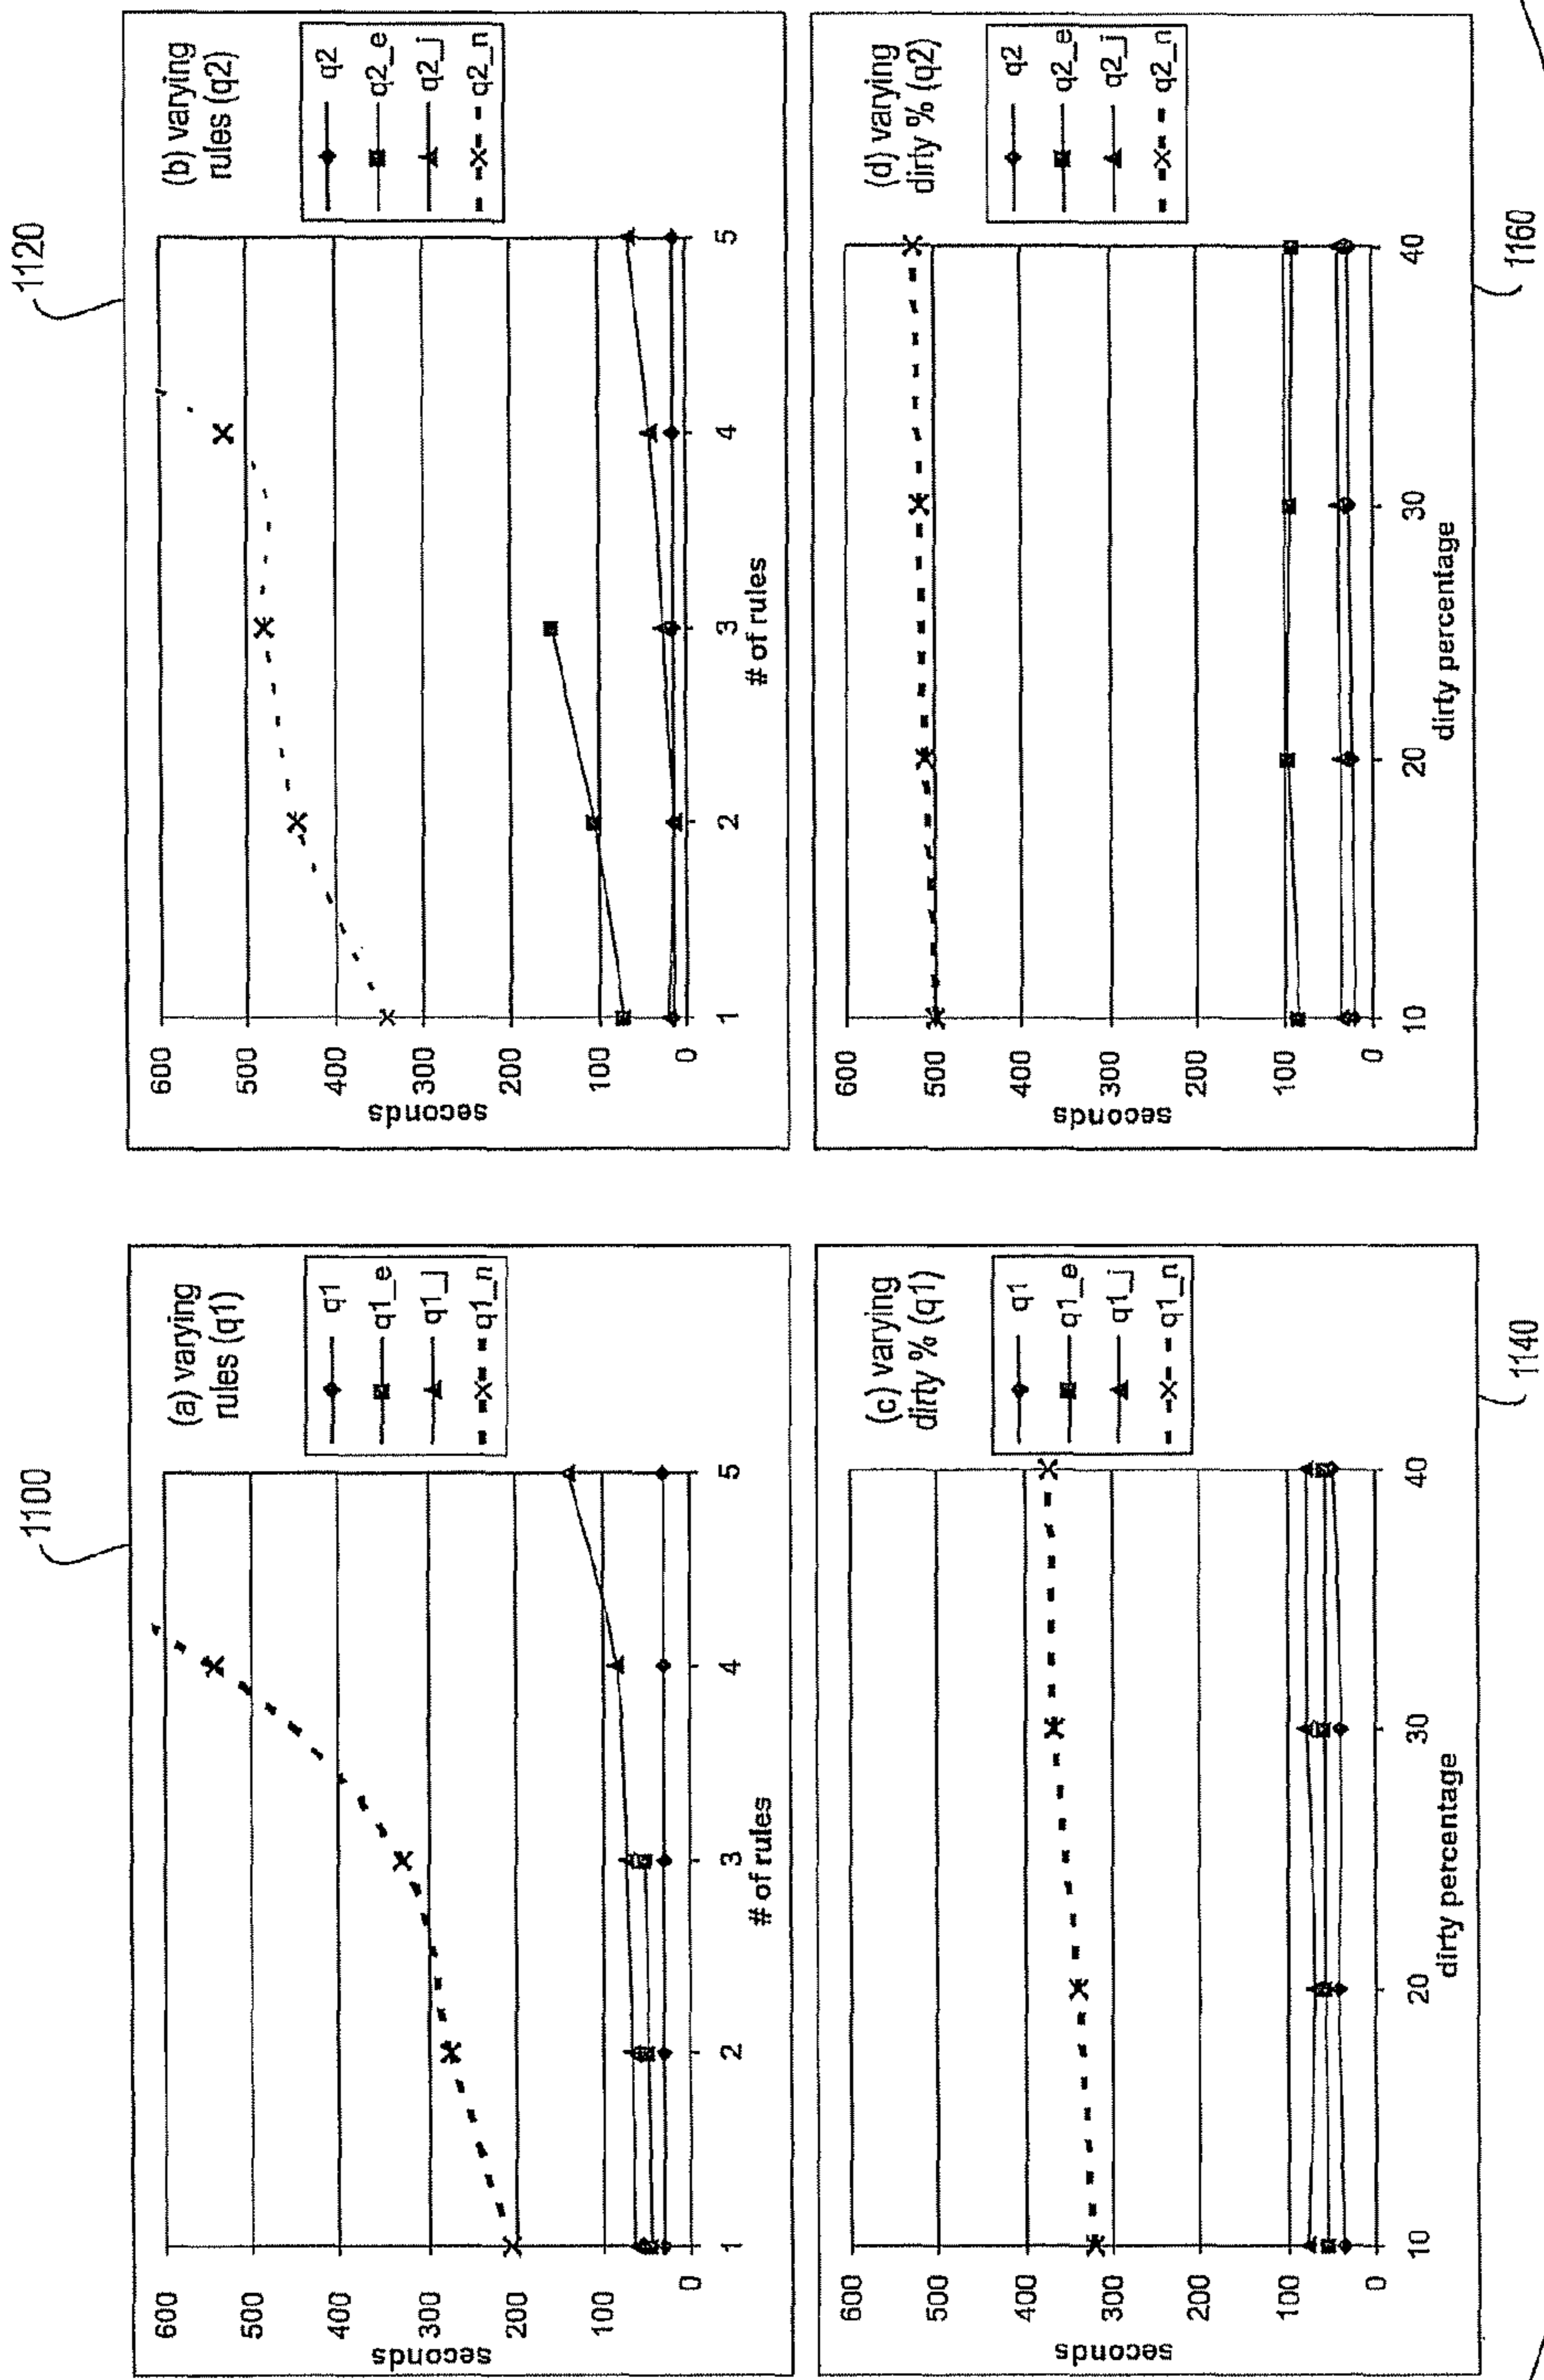 1100
(a) varying
rules (q1)
q1
q1_e
q1_j
q1_n
seconds
600
500
400
300
200
100
0
1
2
3
4
5
# of rules
1120
(b) varying
rules (q2)
q2
q2_e
q2_j
q2_n
seconds
600
500
400
300
200
100
0
1
2
3
4
5
# of rules
(c) varying
dirty % (q1)
q1
q1_e
q1_j
q1_n
seconds
600
500
400
300
200
100
0
10
20
30
40
dirty percentage
1140
(d) varying
dirty % (q2)
q2
q2_e
q2_j
q2_n
seconds
600
500
400
300
200
100
0
10
20
30
40
dirty percentage
1160